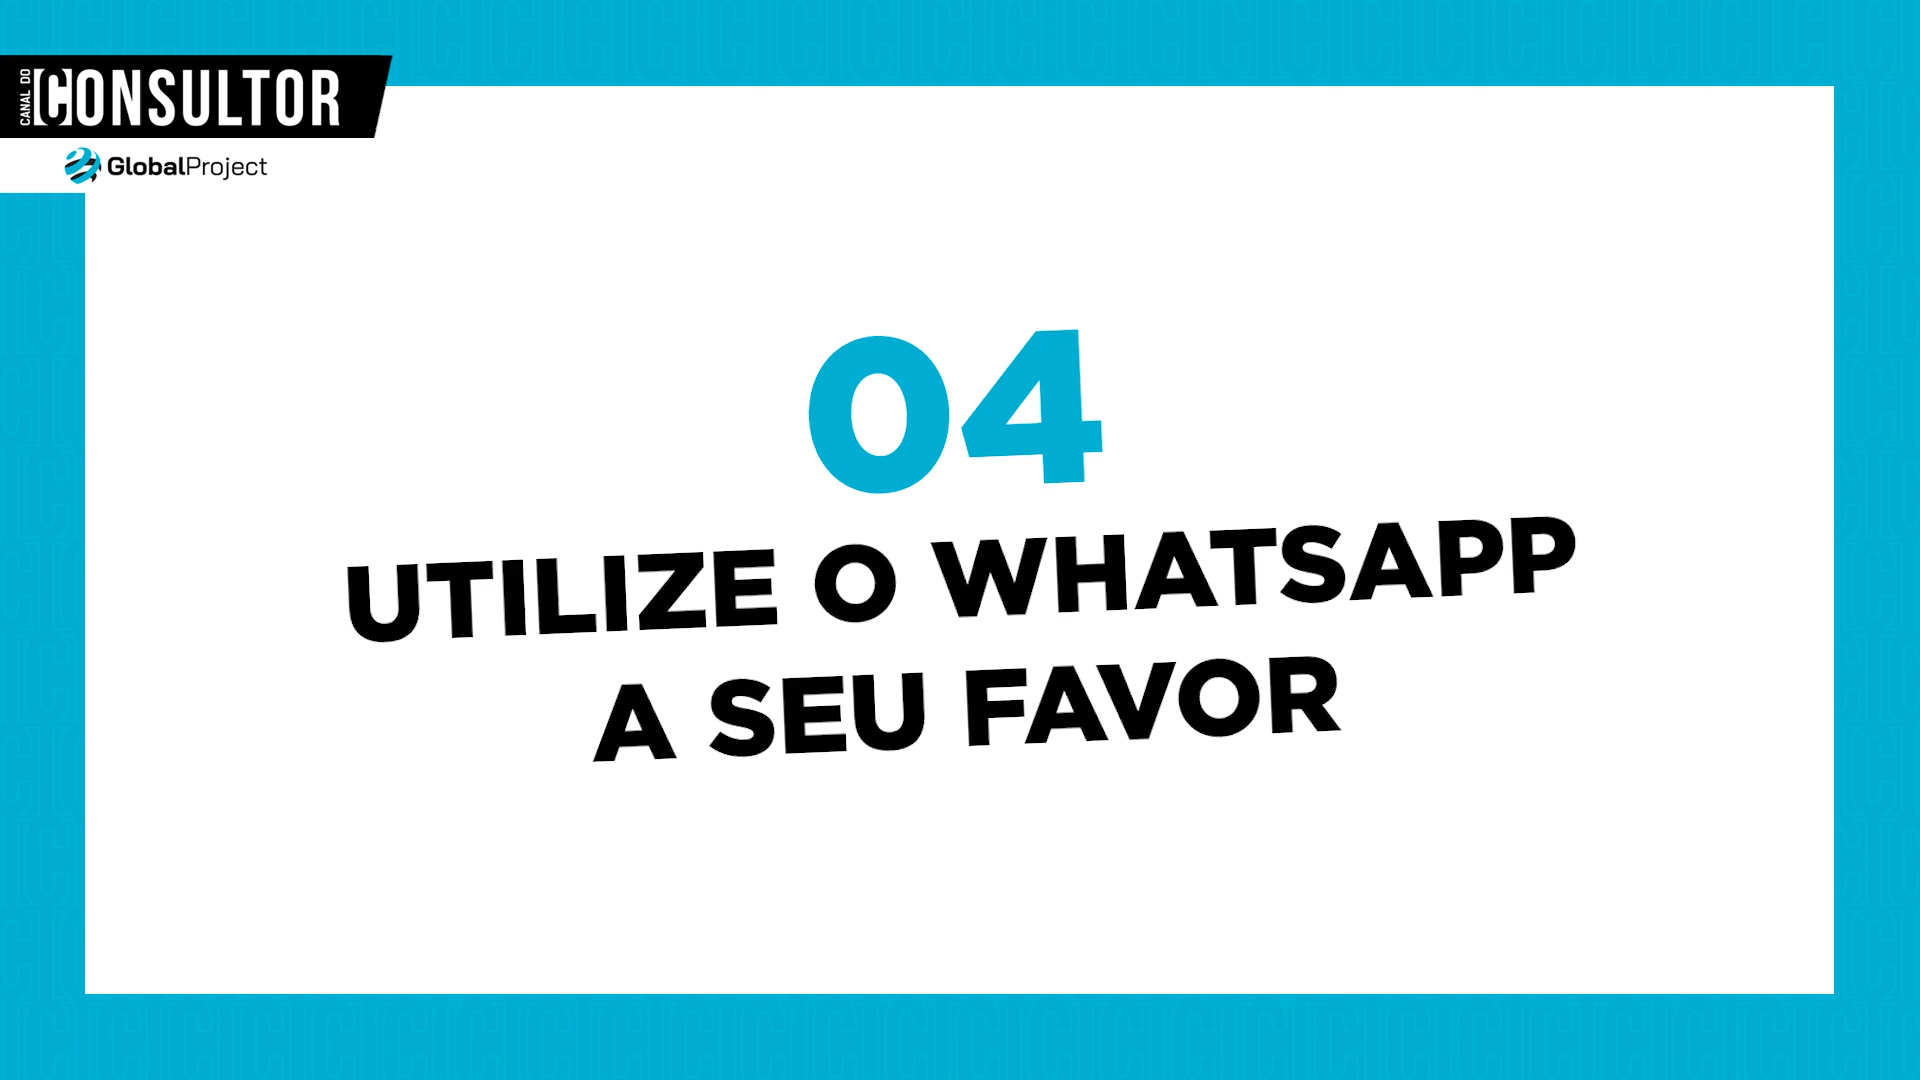 CANAL DO
CONSULTOR
GlobalProject
04
UTILIZE O WHATSAPP
A SEU FAVOR